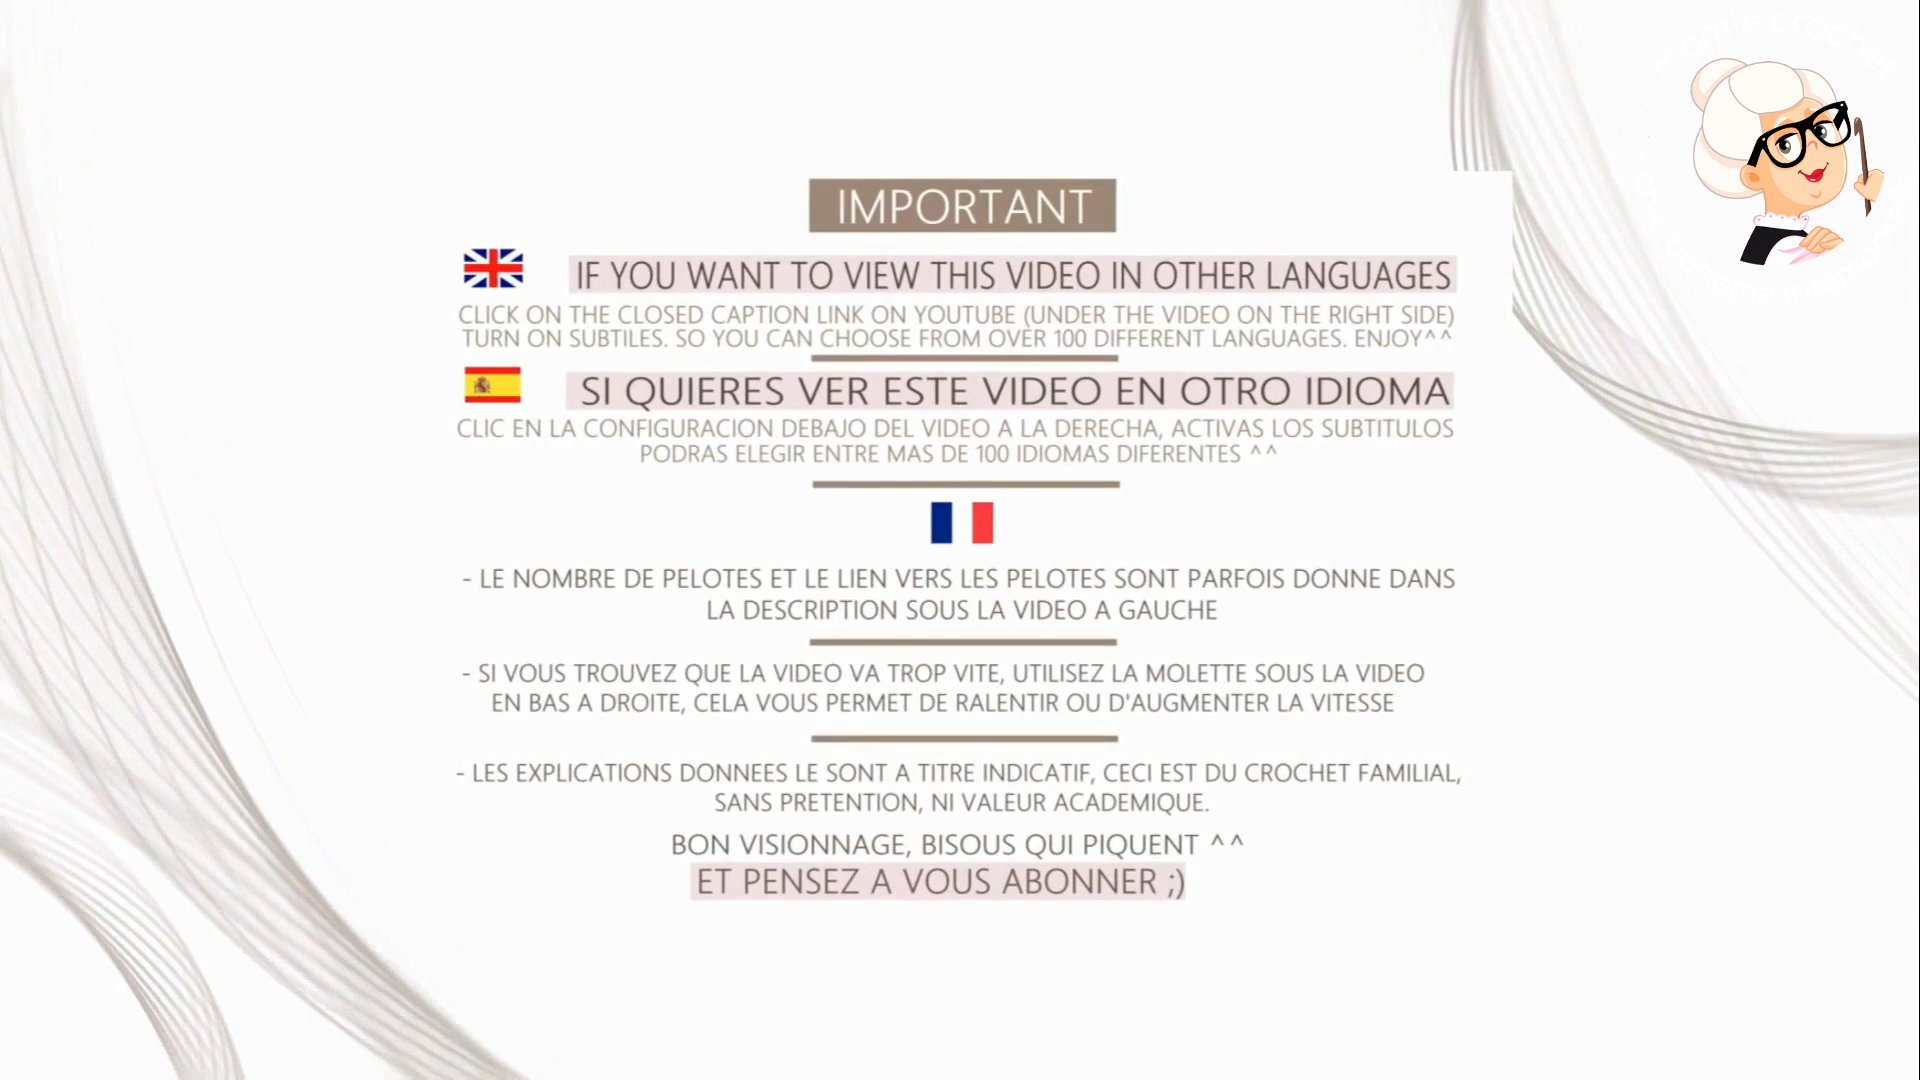 mamie crochet
IMPORTANT
IF YOU WANT TO VIEW THIS VIDEO IN OTHER LANGUAGES
CLICK ON THE CLOSED CAPTION LINK ON YOUTUBE (UNDER THE VIDEO ON THE RIGHT SIDE)
TURN ON SUBTILES. SO YOU CAN CHOOSE FROM OVER 100 DIFFERENT LANGUAGES. ENJOY^^
SI QUIERES VER ESTE VIDEO EN OTRO IDIOMA
CLIC EN LA CONFIGURACION DEBAJO DEL VIDEO A LA DERECHA, ACTIVAS LOS SUBTITULOS
PODRAS ELEGIR ENTRE MAS DE 100 IDIOMAS DIFERENTES ^^
- LE NOMBRE DE PELOTES ET LE LIEN VERS LES PELOTES SONT PARFOIS DONNE DANS
LA DESCRIPTION SOUS LA VIDEO A GAUCHE
- SI VOUS TROUVEZ QUE LA VIDEO VA TROP VITE, UTILISEZ LA MOLETTE SOUS LA VIDEO
EN BAS A DROITE, CELA VOUS PERMET DE RALENTIR OU D'AUGMENTER LA VITESSE
- LES EXPLICATIONS DONNEES LE SONT A TITRE INDICATIF, CECI EST DU CROCHET FAMILIAL,
SANS PRETENTION, NI VALEUR ACADEMIQUE.
BON VISIONNAGE, BISOUS QUI PIQUENT ^^
ET PENSEZ A VOUS ABONNER ;)